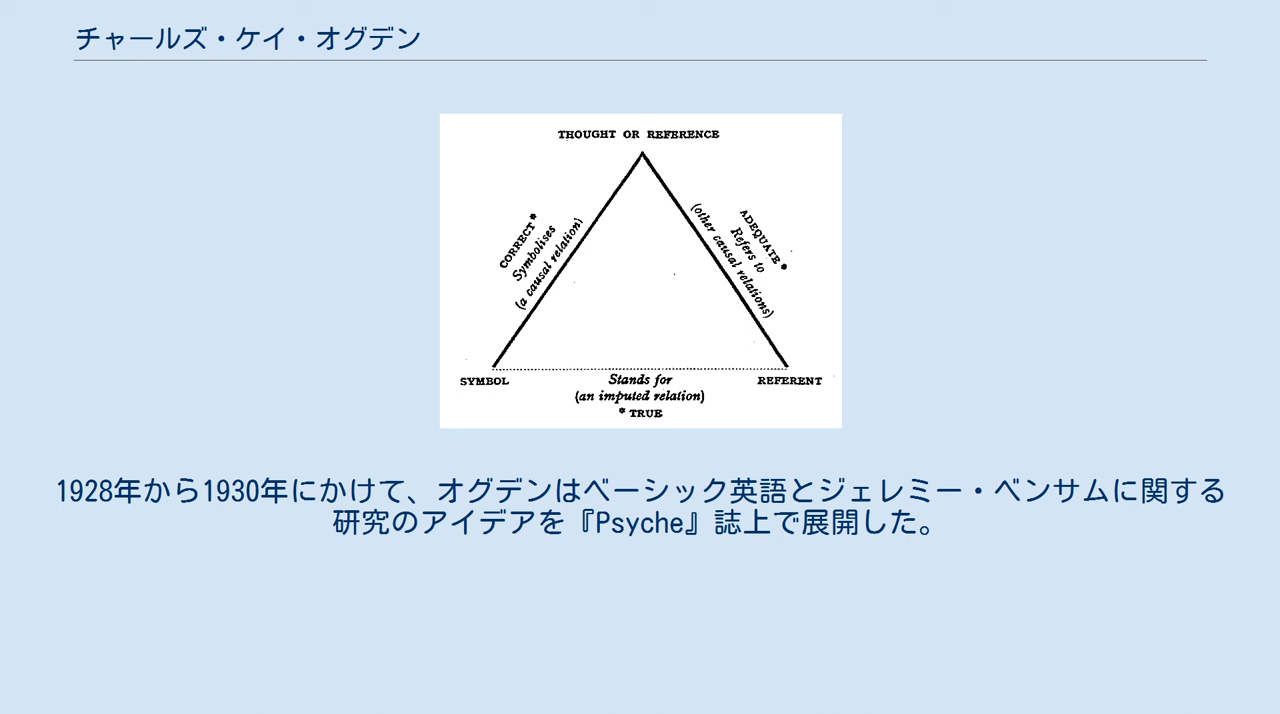 チャールズ・ケイ・オグデン
THOUGHT OR REFERENCE
CORRECT*
Symbolises
(a causal relation)
ADEQUATE*
Refers to
(other causal relations)
SYMBOL
REFERENT
Stands for
(an imputed relation)
* TRUE
1928年から1930年にかけて、オグデンはベーシック英語とジェレミー・ベンサムに関する
研究のアイデアを『Psyche』誌上で展開した。